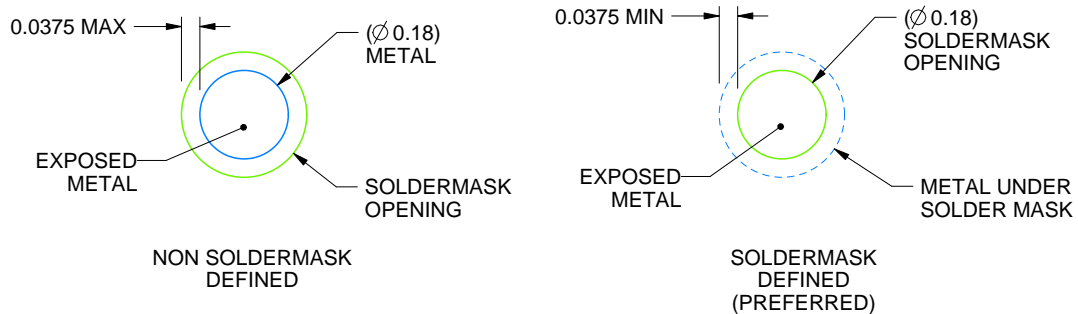 0.0375 MAX
(∅ 0.18)
METAL
EXPOSED
METAL
SOLDERMASK
OPENING
NON SOLDERMASK
DEFINED
0.0375 MIN
(∅ 0.18)
SOLDERMASK
OPENING
EXPOSED
METAL
METAL UNDER
SOLDER MASK
SOLDERMASK
DEFINED
(PREFERRED)